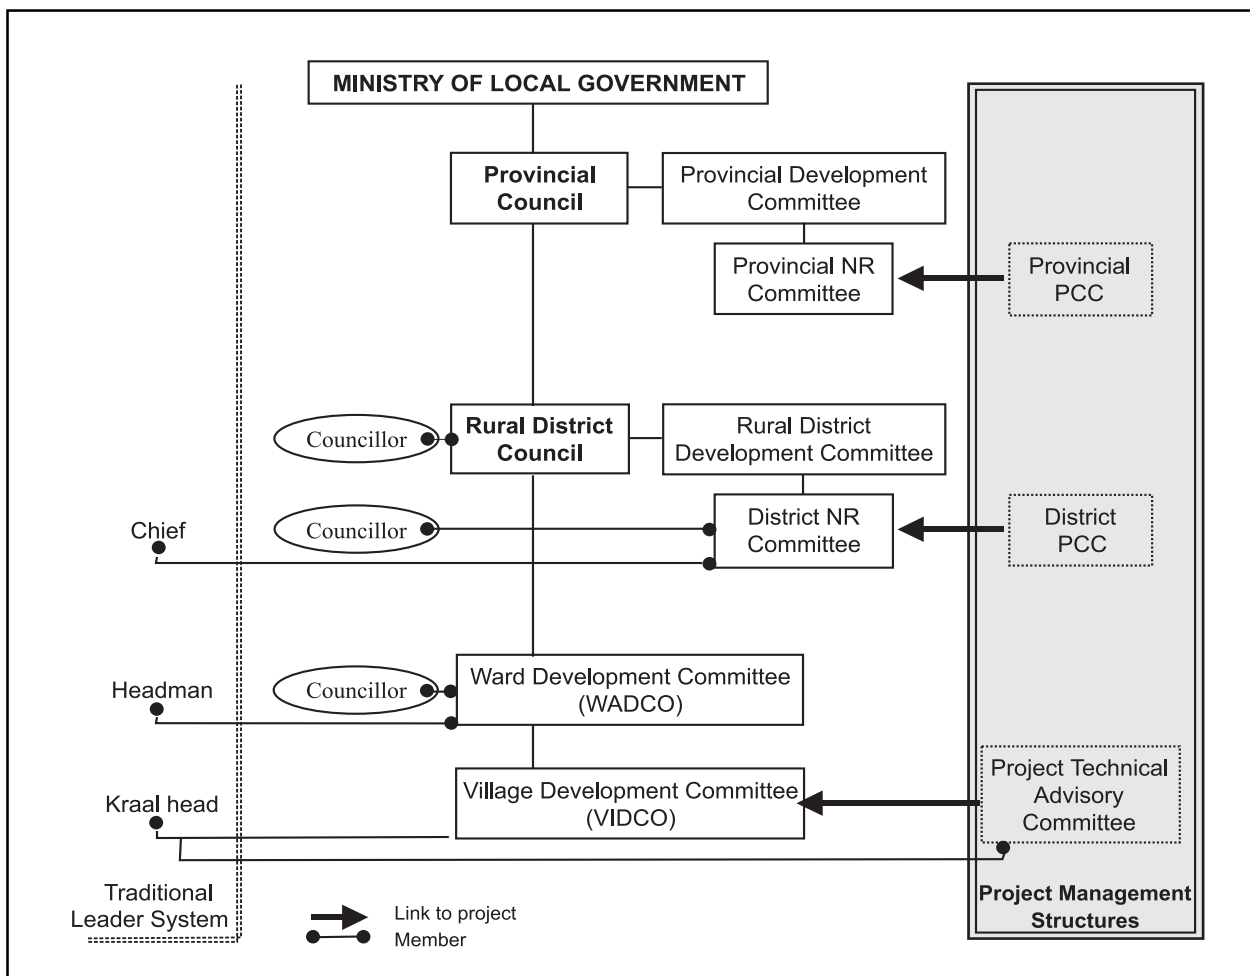 MINISTRY OF LOCAL GOVERNMENT
Provincial
Council
Provincial Development
Committee
Provincial NR
Committee
Provincial
PCC
Councillor
Rural District
Council
Rural District
Development Committee
Chief
Councillor
District NR
Committee
District
PCC
Headman
Councillor
Ward Development Committee
(WADCO)
Kraal head
Village Development Committee
(VIDCO)
Project Technical
Advisory
Committee
Traditional
Leader System
Link to project
Member
Project Management
Structures